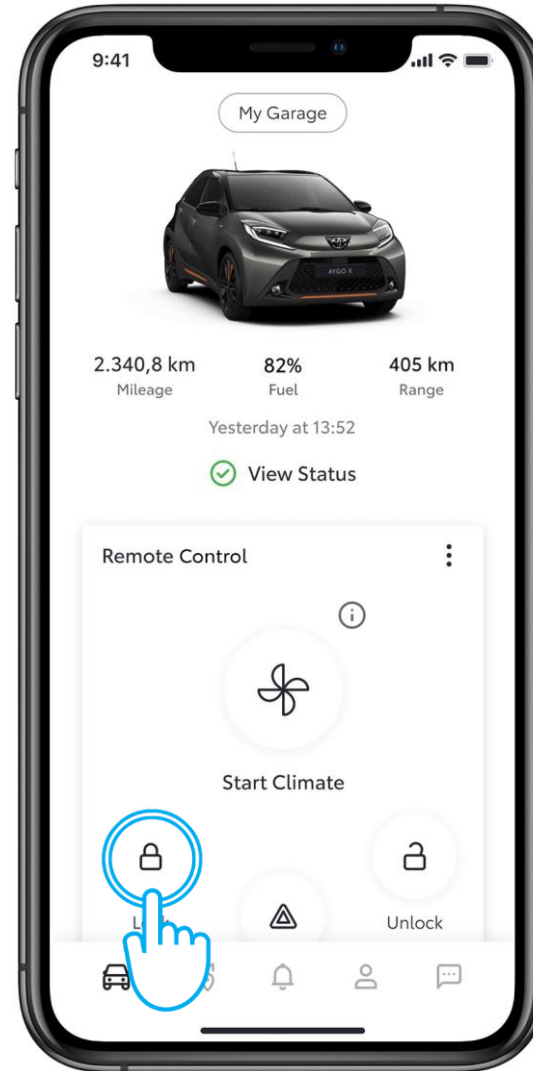 9:41
My Garage
AYGO X
2.340,8 km 82% 405 km
Mileage Fuel Range
Yesterday at 13:52
View Status
Remote Control
Start Climate
Unlock